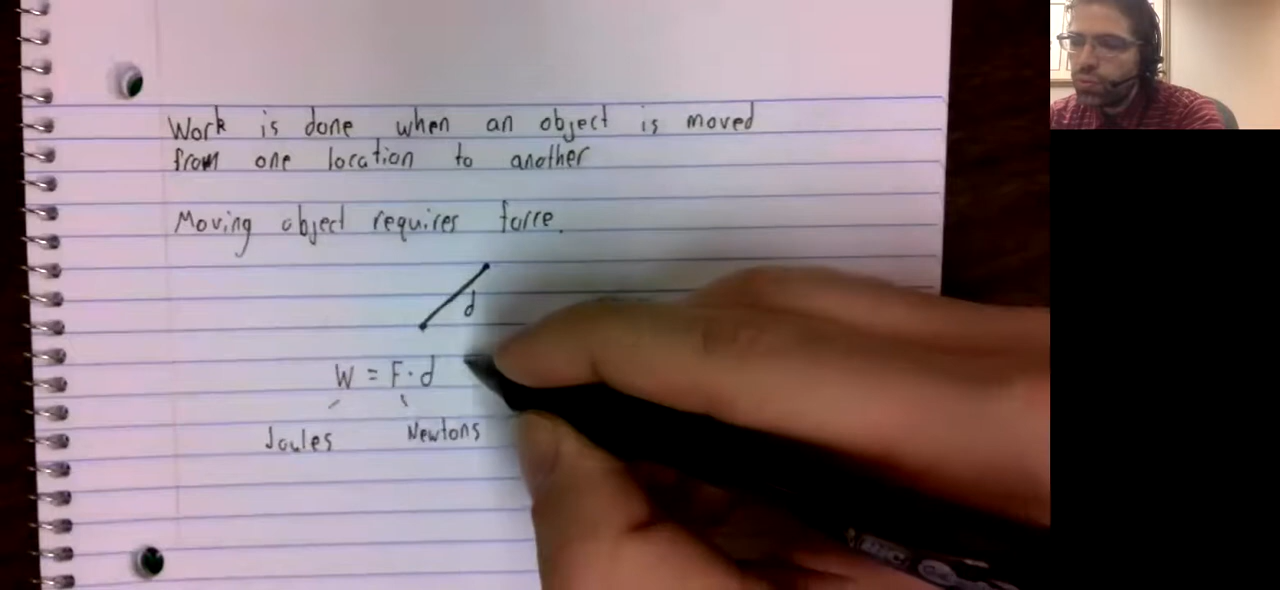 Work is done when an object is moved
from one location to another
Moving object requires force.
d
W = F·d
Joules Newtons